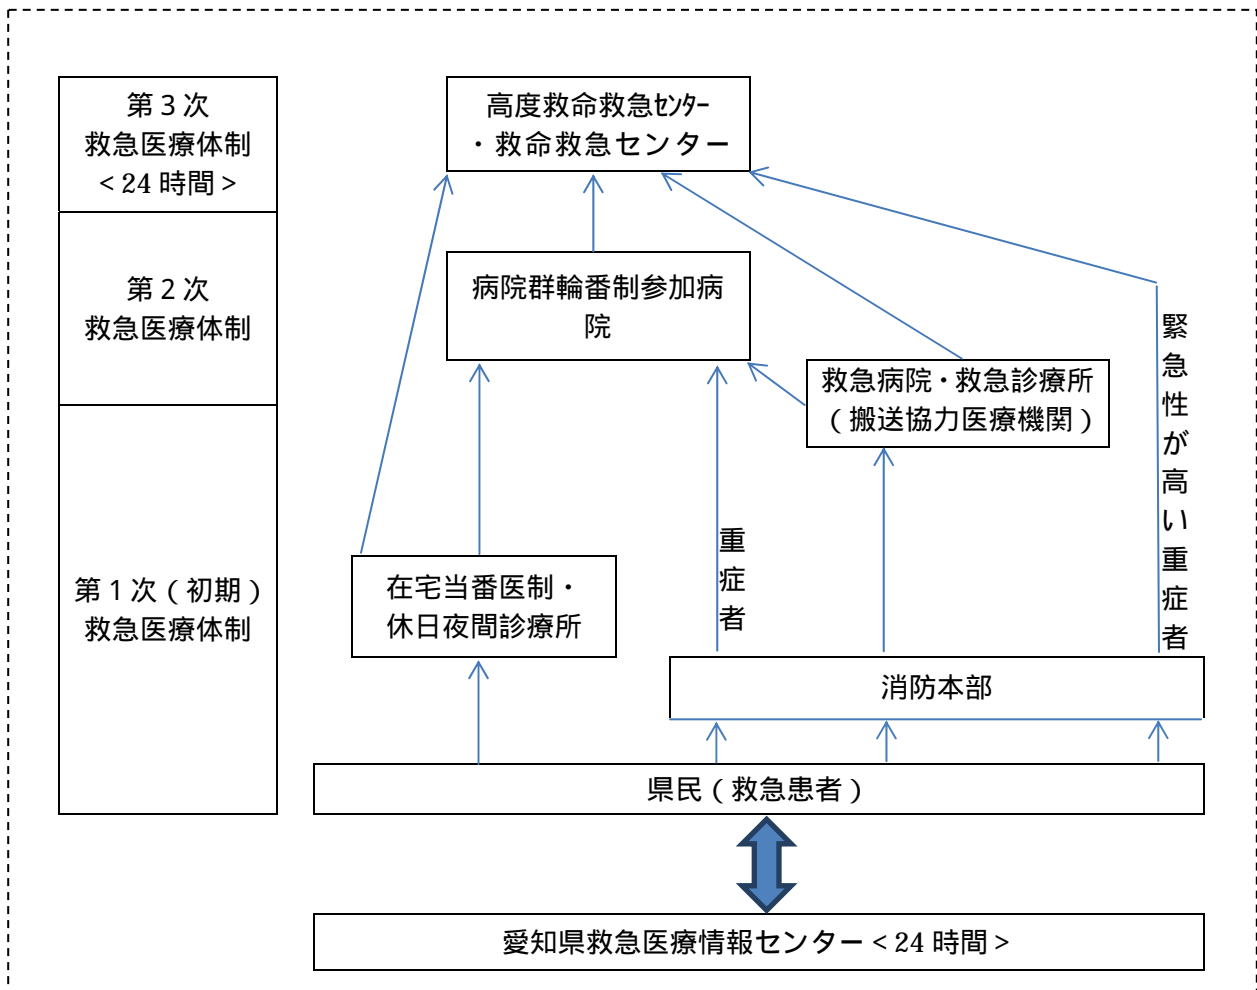 第３次
救急医療体制
＜24 時間＞
高度救命救急ｾﾝﾀｰ
・救命救急センター
第２次
救急医療体制
病院群輪番制参加病
院
救急病院・救急診療所
（搬送協力医療機関）
緊急性が高い重症者
重症者
第１次（初期）
救急医療体制
在宅当番医制・
休日夜間診療所
消防本部
県民（救急患者）
愛知県救急医療情報センター＜24 時間＞